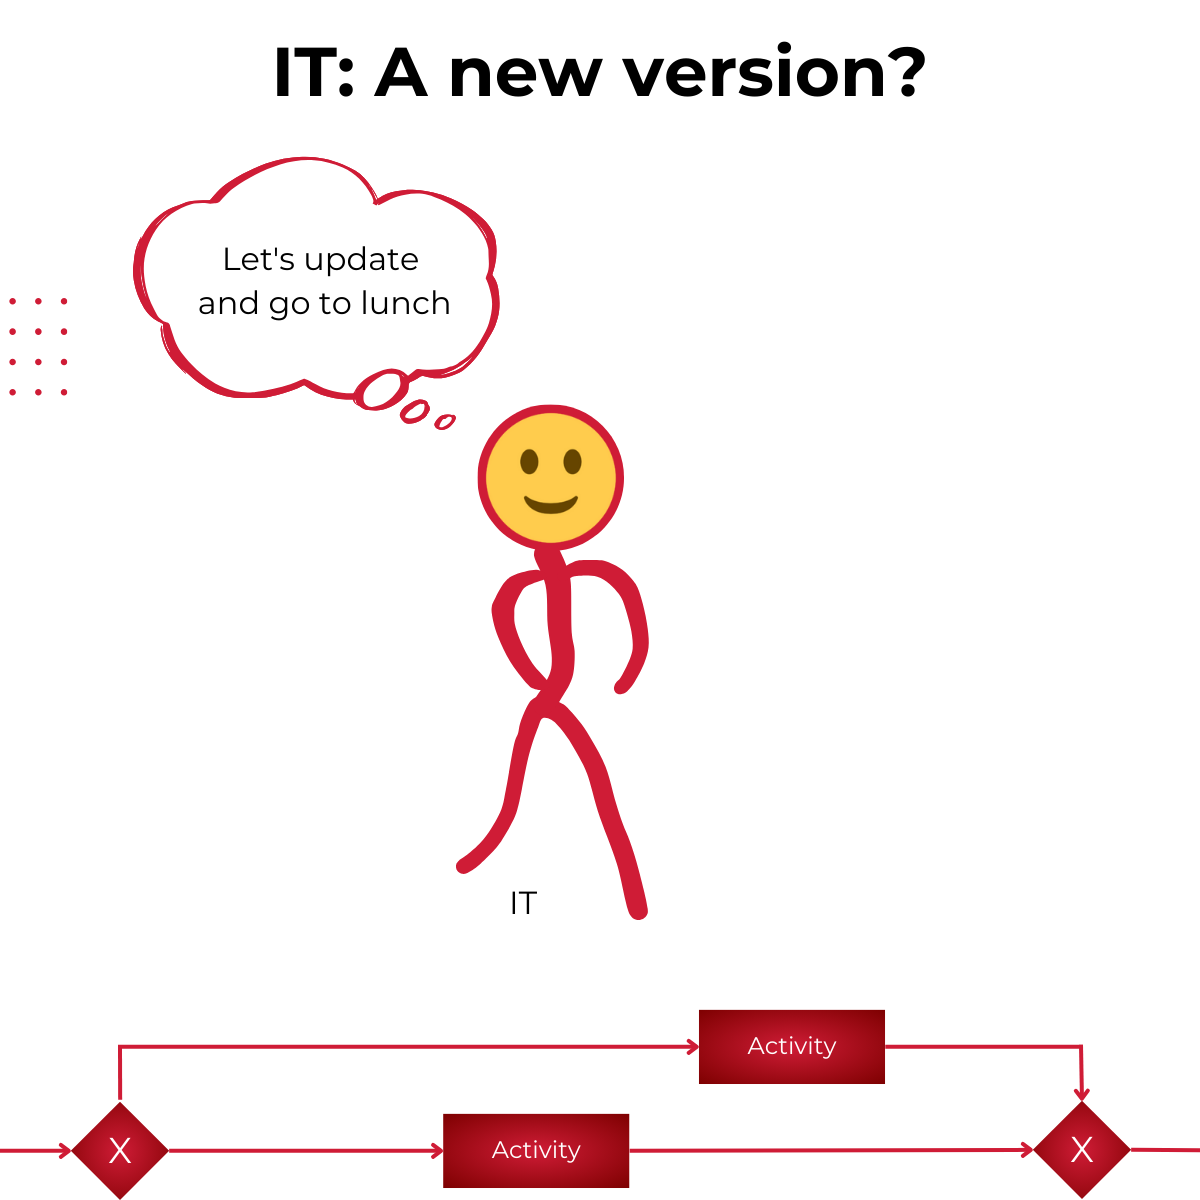 IT: A new version?
Let's update
and go to lunch
IT
Activity
Activity
X
X